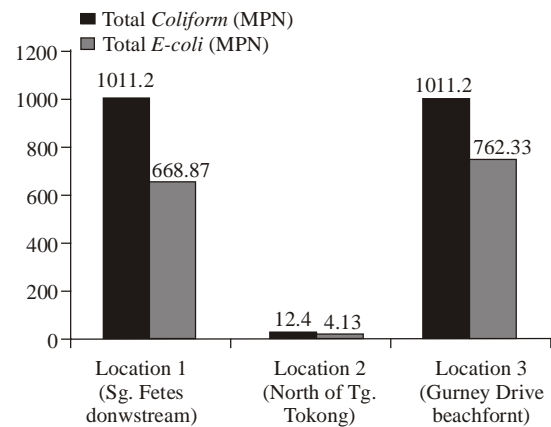 Total Coliform (MPN)
Total E-coli (MPN)
1200
1000
800
600
400
200
0
1011.2
668.87
12.4 4.13
1011.2
762.33
Location 1
(Sg. Fetes
donwstream)
Location 2
(North of Tg.
Tokong)
Location 3
(Gurney Drive
beachfornt)